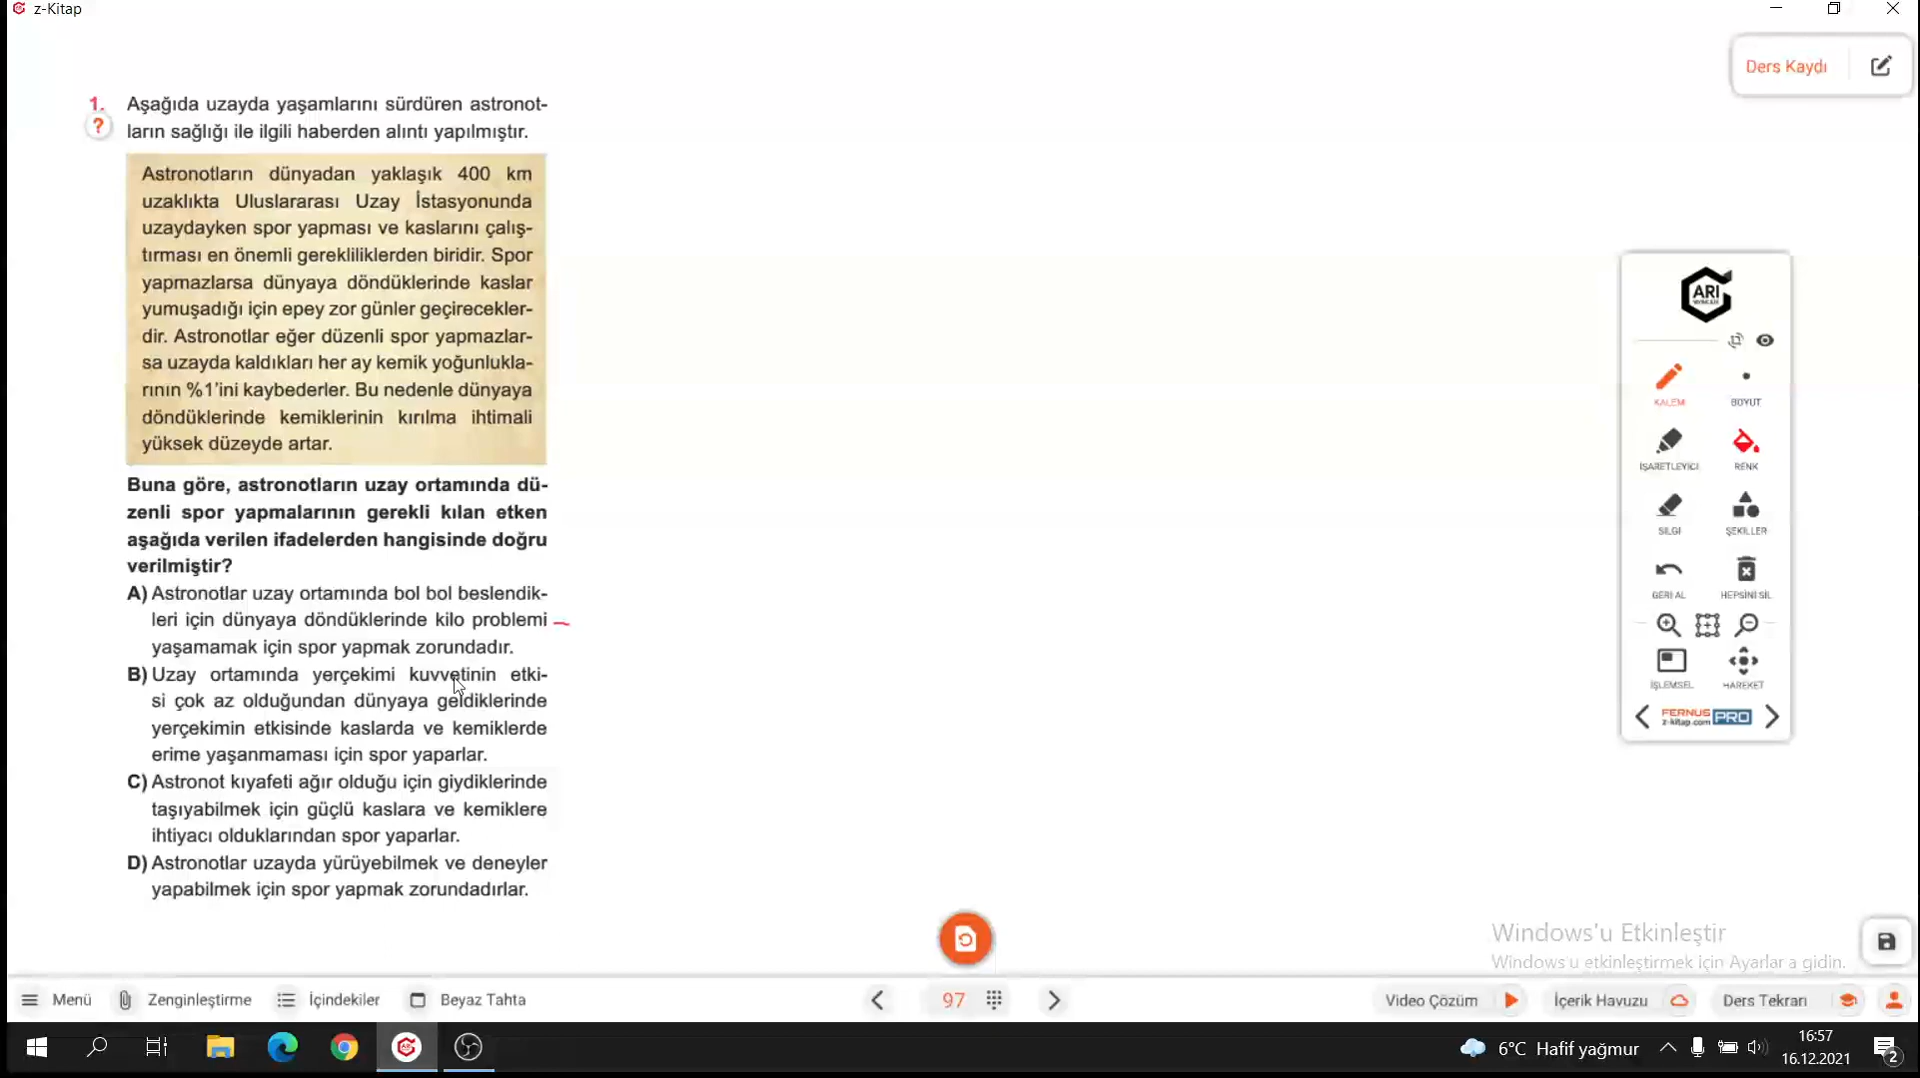 z-Kitap
Ders Kaydı
1. Aşağıda uzayda yaşamlarını sürdüren astronot-
? ların sağlığı ile ilgili haberden alıntı yapılmıştır.
Astronotların dünyadan yaklaşık 400 km
uzaklıkta Uluslararası Uzay İstasyonunda
uzaydayken spor yapması ve kaslarını çalış-
tırması en önemli gerekliliklerden biridir. Spor
yapmazlarsa dünyaya döndüklerinde kaslar
yumuşadığı için epey zor günler geçirecekler-
dir. Astronotlar eğer düzenli spor yapmazlar-
sa uzayda kaldıkları her ay kemik yoğunlukla-
rının %1'ini kaybederler. Bu nedenle dünyaya
döndüklerinde kemiklerinin kırılma ihtimali
yüksek düzeyde artar.
Buna göre, astronotların uzay ortamında dü-
zenli spor yapmalarının gerekli kılan etken
aşağıda verilen ifadelerden hangisinde doğru
verilmiştir?
A) Astronotlar uzay ortamında bol bol beslendik-
leri için dünyaya döndüklerinde kilo problemi
yaşamamak için spor yapmak zorundadır.
B) Uzay ortamında yerçekimi kuvvetinin etki-
si çok az olduğundan dünyaya geldiklerinde
yerçekimin etkisinde kaslarda ve kemiklerde
erime yaşanmaması için spor yaparlar.
C) Astronot kıyafeti ağır olduğu için giydiklerinde
taşıyabilmek için güçlü kaslara ve kemiklere
ihtiyacı olduklarından spor yaparlar.
D) Astronotlar uzayda yürüyebilmek ve deneyler
yapabilmek için spor yapmak zorundadırlar.
ARI
KALEM BOYUT
İŞARETLEYİCİ RENK
SİLGİ ŞEKİLLER
GERİ AL HEPSİNİ SİL
İŞLEMSEL HAREKET
FERNUS
z-kitap.com PRO
Windows'u Etkinleştir
Windows'u etkinleştirmek için Ayarlar'a gidin.
Menü Zenginleştirme İçindekiler Beyaz Tahta 97 Video Çözüm İçerik Havuzu Ders Tekrarı
6°C Hafif yağmur
16:57
16.12.2021
2